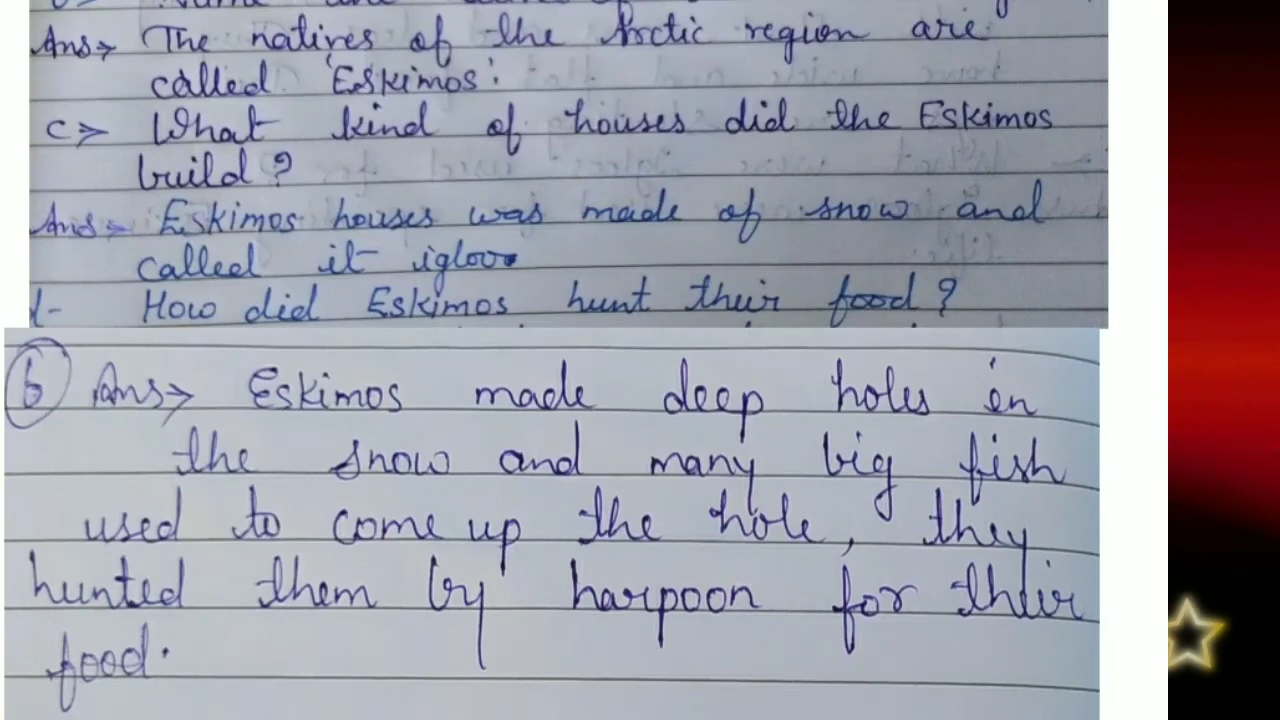 Ans⇒ The natives of the Arctic region are
called 'Eskimos'.
c⇒ What kind of houses did the Eskimos
build?
Ans⇒ Eskimos houses was made of snow and
called it igloo.
d- How did Eskimos hunt their food?
6 Ans⇒ Eskimos made deep holes in
the snow and many big fish
used to come up the hole, they
hunted them by harpoon for their
food.